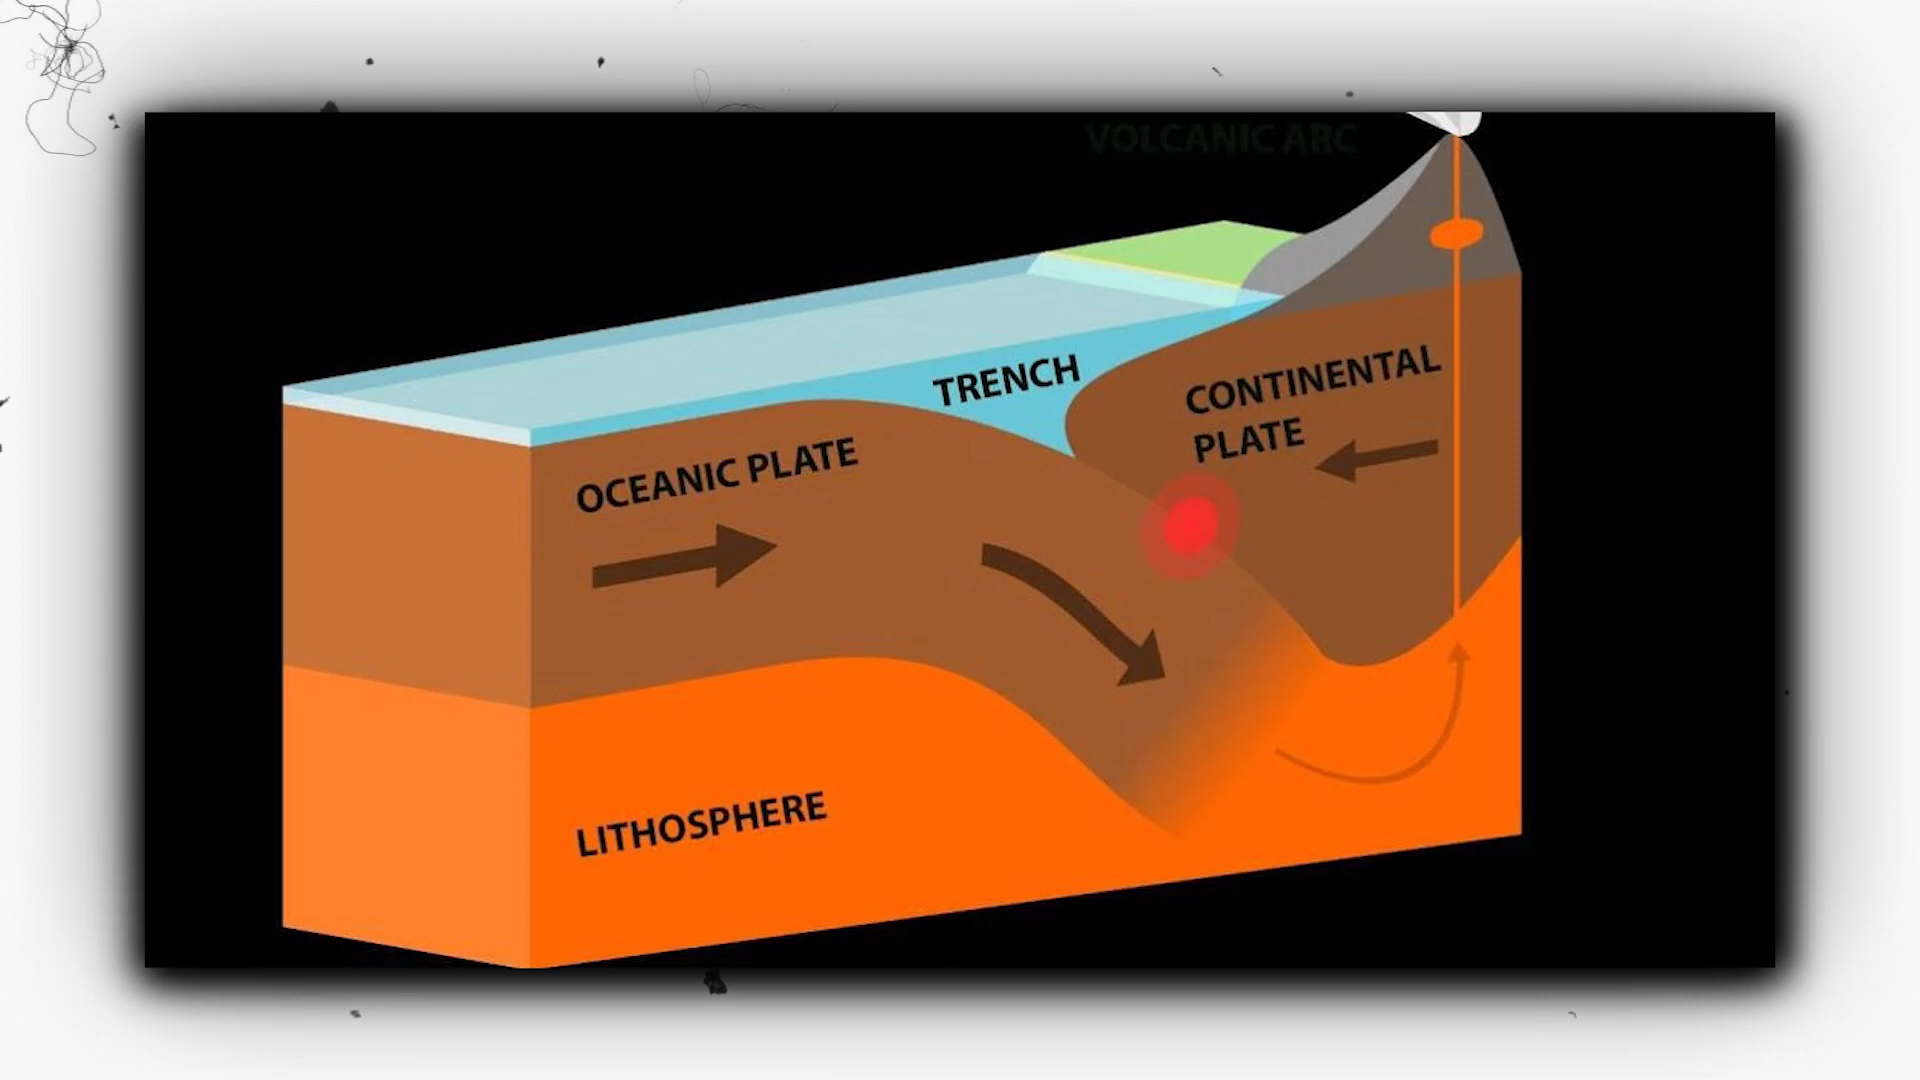 VOLCANIC ARC
TRENCH
CONTINENTAL
PLATE
OCEANIC PLATE
LITHOSPHERE